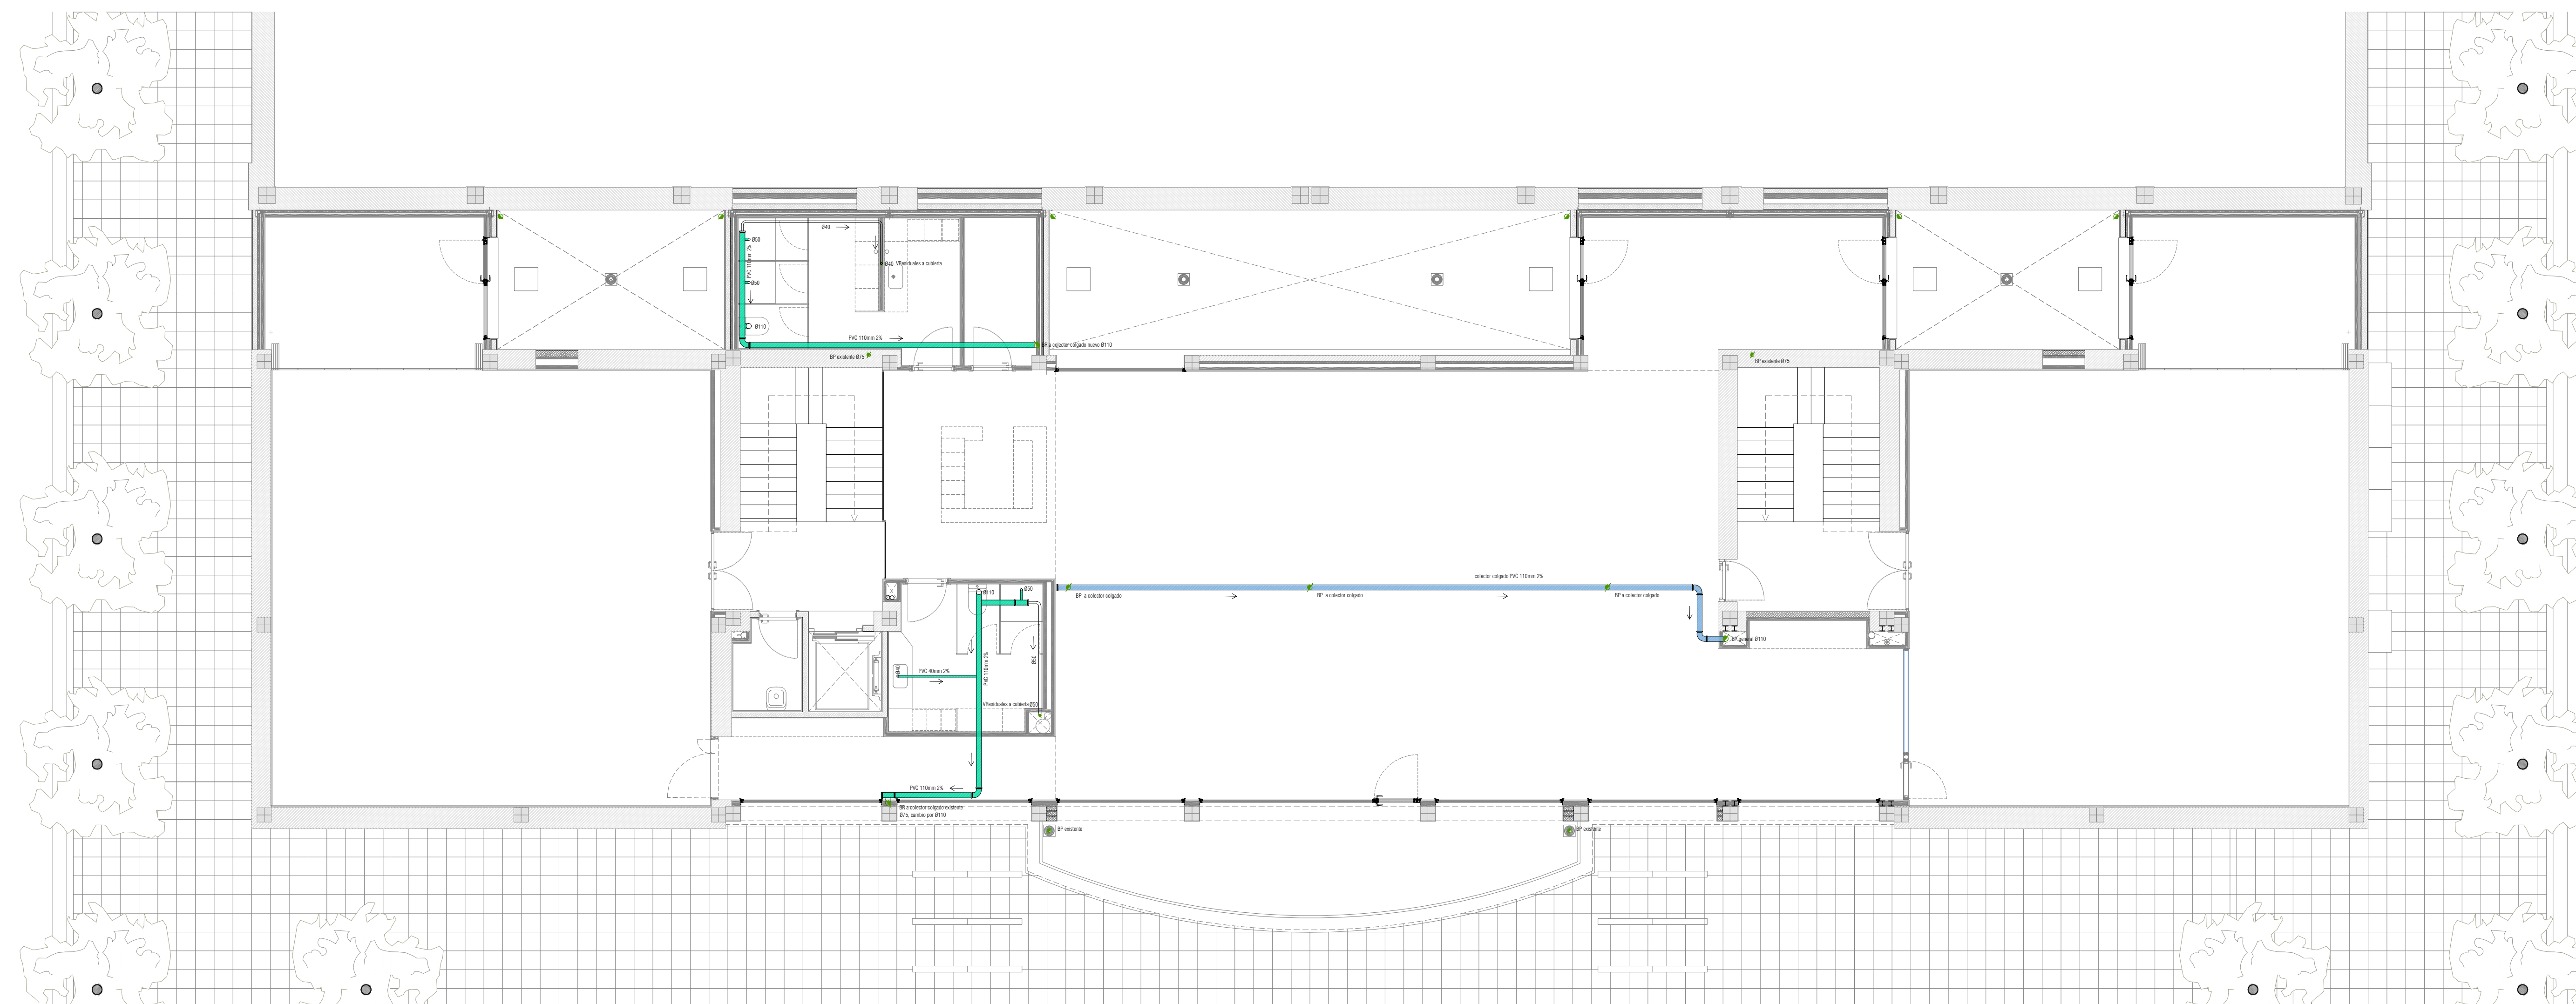 Ø40
Ø50
PVC 110mm 2%
Ø40 VResiduales a cubierta
Ø50
Ø110
PVC 110mm 2%
BR a colector colgado nuevo Ø110
BP existente Ø75
BP existente Ø75
colector colgado PVC 110mm 2%
BP a colector colgado
BP a colector colgado
BP a colector colgado
Ø110
Ø50
BP general Ø110
Ø50
Ø40
PVC 40mm 2%
PVC 110mm 2%
VResiduales a cubierta Ø50
PVC 110mm 2%
BR a colector colgado existente
Ø75, cambio por Ø110
BP existente
BP existente